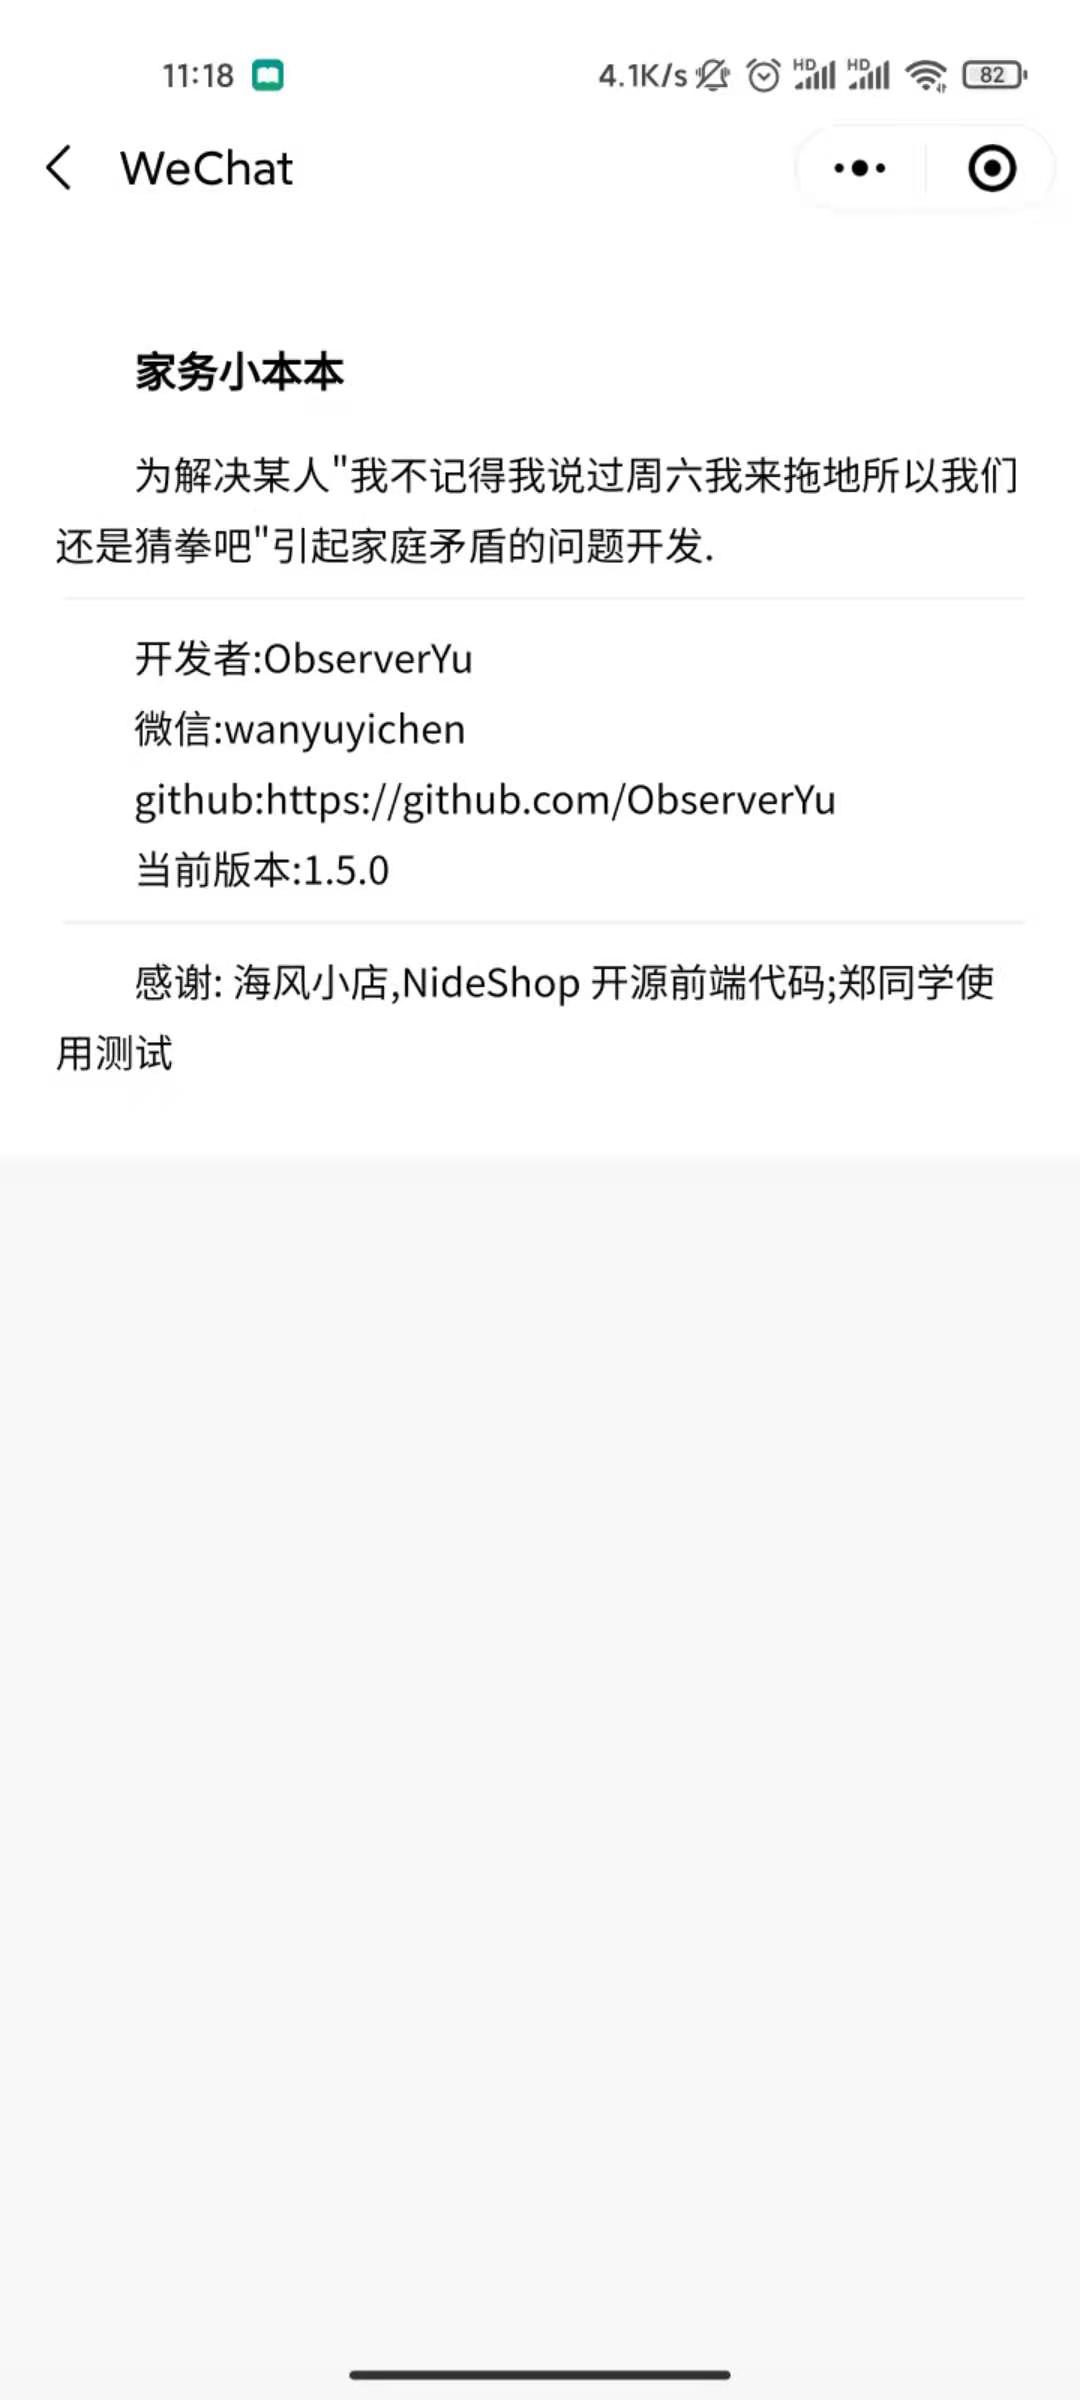 11:18
4.1K/s HD HD 82
WeChat
家务小本本
为解决某人"我不记得我说过周六我来拖地所以我们
还是猜拳吧"引起家庭矛盾的问题开发.
开发者:ObserverYu
微信:wanyuyichen
github:https://github.com/ObserverYu
当前版本:1.5.0
感谢: 海风小店,NideShop 开源前端代码;郑同学使
用测试